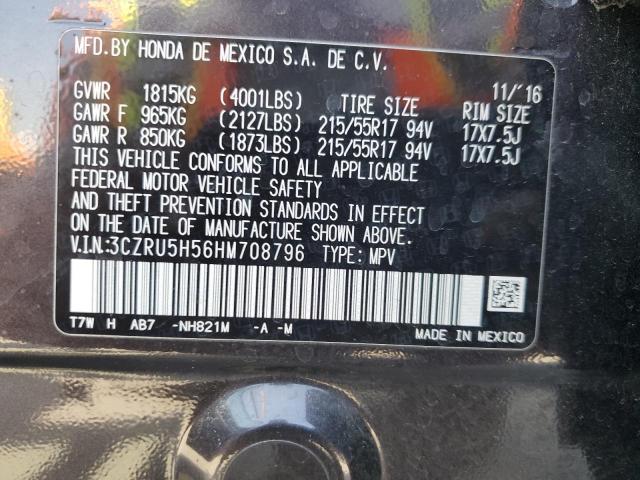 MFD.BY HONDA DE MEXICO S.A. DE C.V.
11/'16
GVWR 1815KG (4001LBS) TIRE SIZE RIM SIZE
GAWR F 965KG (2127LBS) 215/55R17 94V 17X7.5J
GAWR R 850KG (1873LBS) 215/55R17 94V 17X7.5J
THIS VEHICLE CONFORMS TO ALL APPLICABLE
FEDERAL MOTOR VEHICLE SAFETY
AND THEFT PREVENTION STANDARDS IN EFFECT
ON THE DATE OF MANUFACTURE SHOWN ABOVE.
V.I.N.:3CZRU5H56HM708796 TYPE: MPV
T7W H AB7 -NH821M -A -M
MADE IN MEXICO